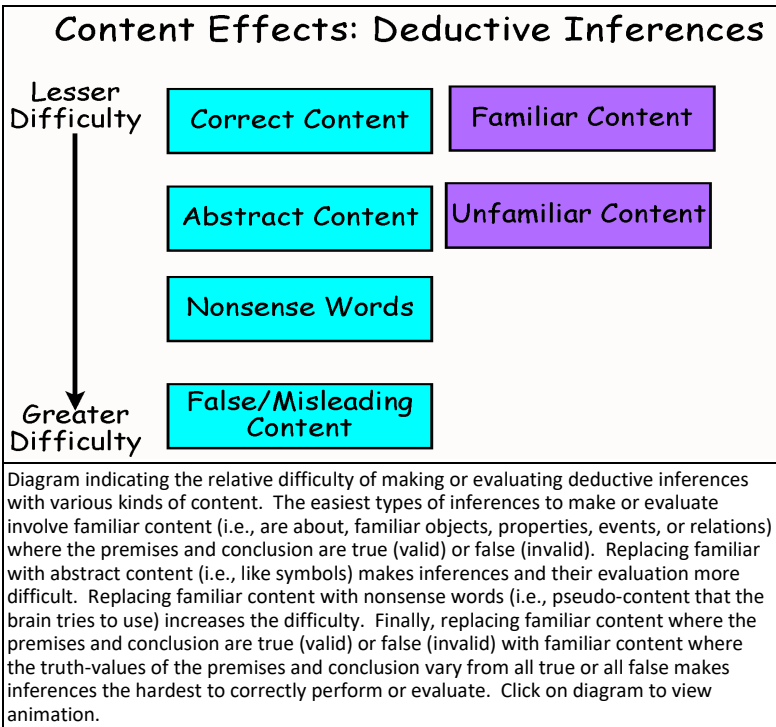 Content Effects: Deductive Inferences
Lesser
Difficulty
Correct Content
Familiar Content
Abstract Content
Unfamiliar Content
Nonsense Words
Greater
Difficulty
False/Misleading
Content
Diagram indicating the relative difficulty of making or evaluating deductive inferences
with various kinds of content.  The easiest types of inferences to make or evaluate
involve familiar content (i.e., are about, familiar objects, properties, events, or relations)
where the premises and conclusion are true (valid) or false (invalid).  Replacing familiar
with abstract content (i.e., like symbols) makes inferences and their evaluation more
difficult.  Replacing familiar content with nonsense words (i.e., pseudo-content that the
brain tries to use) increases the difficulty.  Finally, replacing familiar content where the
premises and conclusion are true (valid) or false (invalid) with familiar content where
the truth-values of the premises and conclusion vary from all true or all false makes
inferences the hardest to correctly perform or evaluate.  Click on diagram to view
animation.